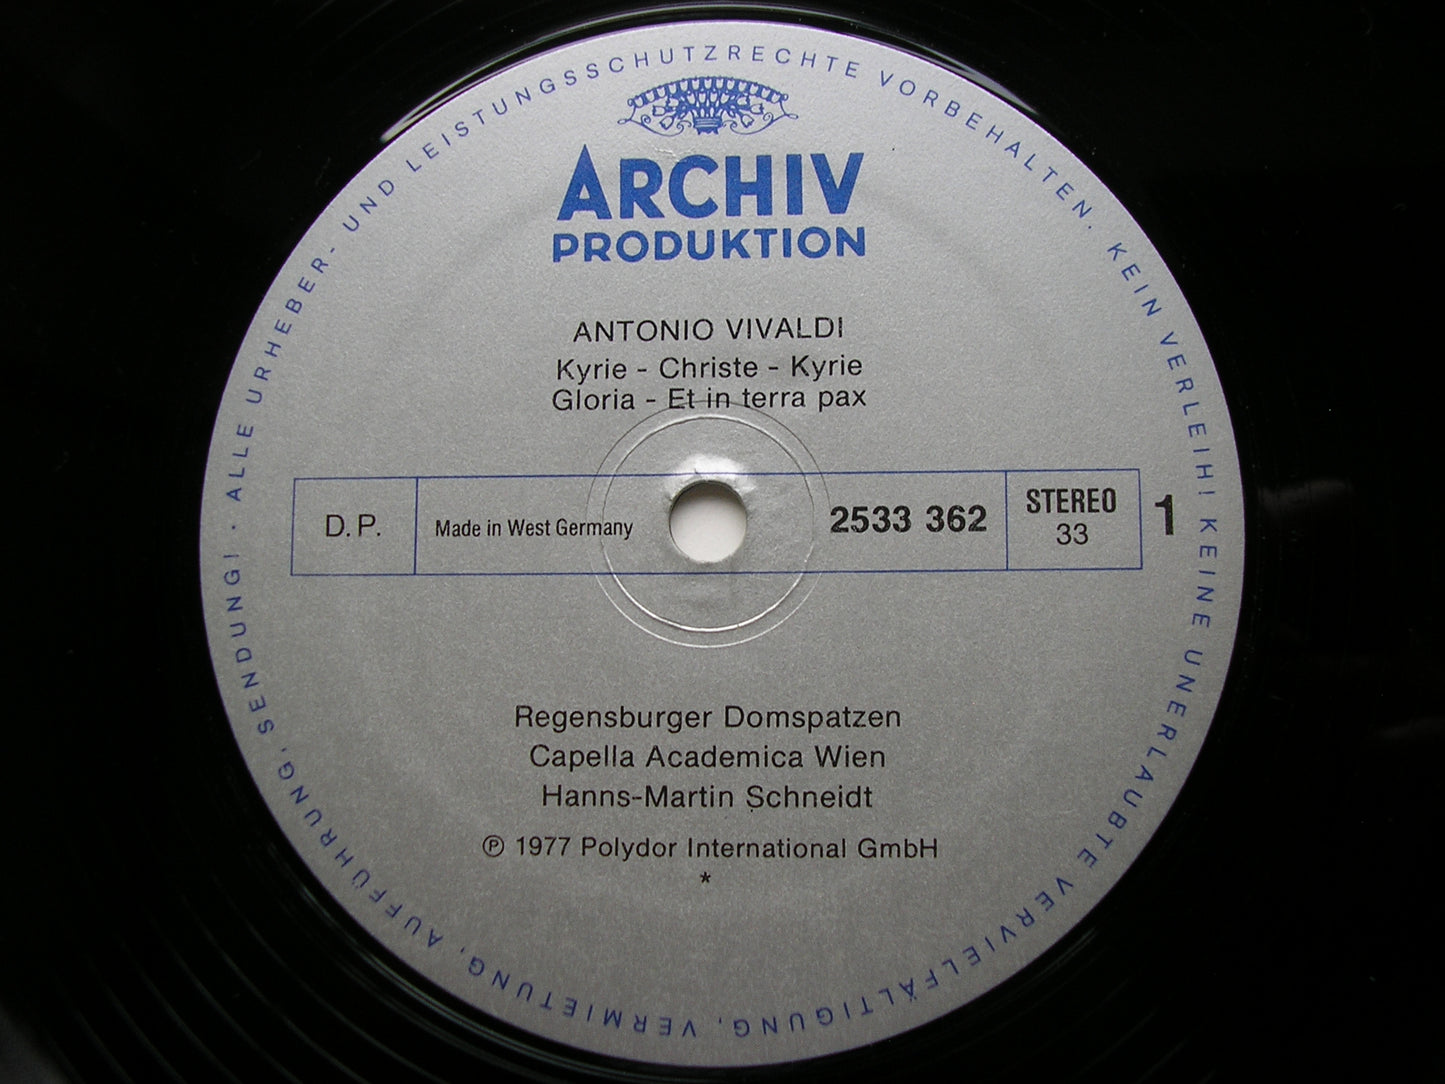 ALLE URHEBER- UND LEISTUNGSSCHUTZRECHTE VORBEHALTEN. KEIN VERLEIH! KEINE UNERLAUBTE VERVIELFÄLTIGUNG, VERMIETUNG, AUFFÜHRUNG, SENDUNG! ·
ARCHIV
PRODUKTION
ANTONIO VIVALDI
Kyrie - Christe - Kyrie
Gloria - Et in terra pax
D. P. Made in West Germany 2533 362 STEREO 1
33
Regensburger Domspatzen
Capella Academica Wien
Hanns-Martin Schneidt
℗ 1977 Polydor International GmbH
*